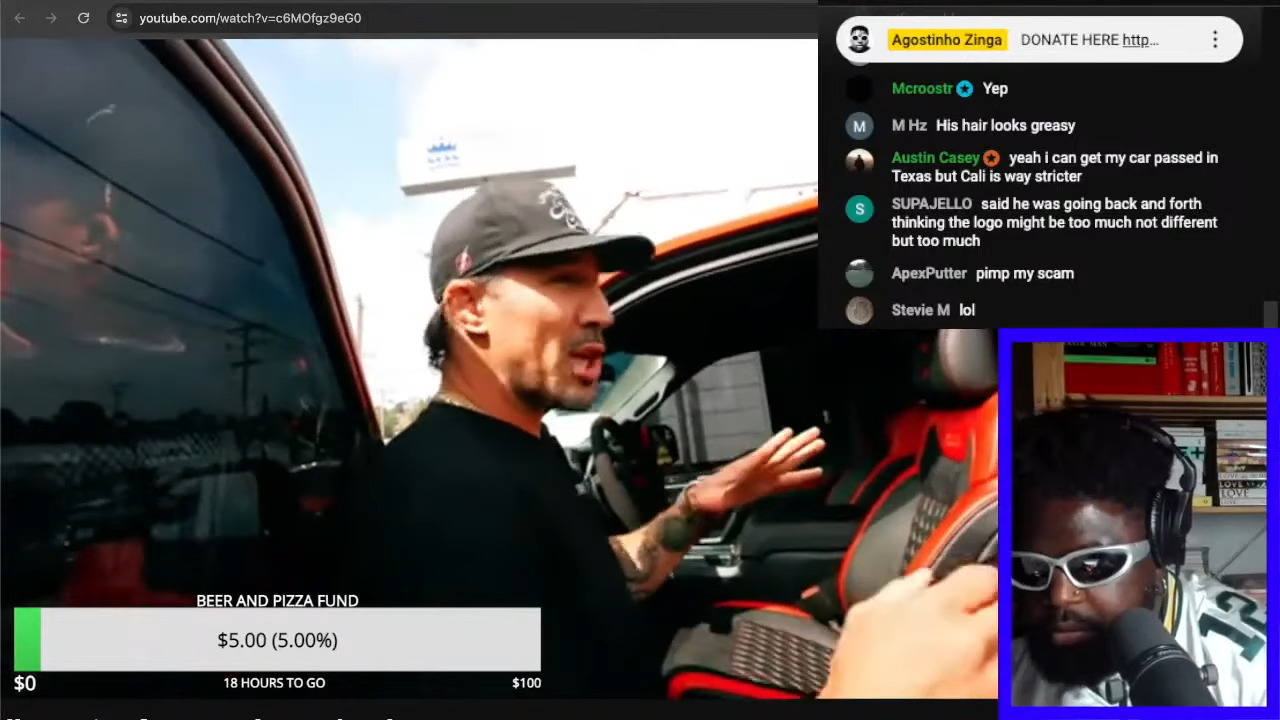 youtube.com/watch?v=c6MOfgz9eG0
Agostinho Zinga DONATE HERE http...
Mcroostr Yep
M
M Hz His hair looks greasy
Austin Casey yeah i can get my car passed in
Texas but Cali is way stricter
S
SUPAJELLO said he was going back and forth
thinking the logo might be too much not different
but too much
ApexPutter pimp my scam
Stevie M lol
BEER AND PIZZA FUND
$5.00 (5.00%)
$0 18 HOURS TO GO $100
LOVE
LOVE